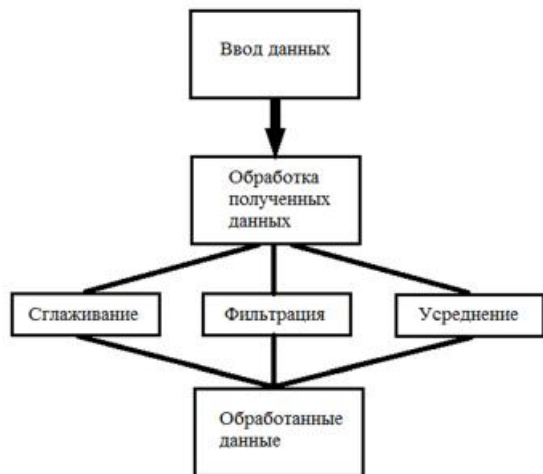 Ввод данных
Обработка
полученных
данных
Сглаживание
Фильтрация
Усреднение
Обработанные
данные